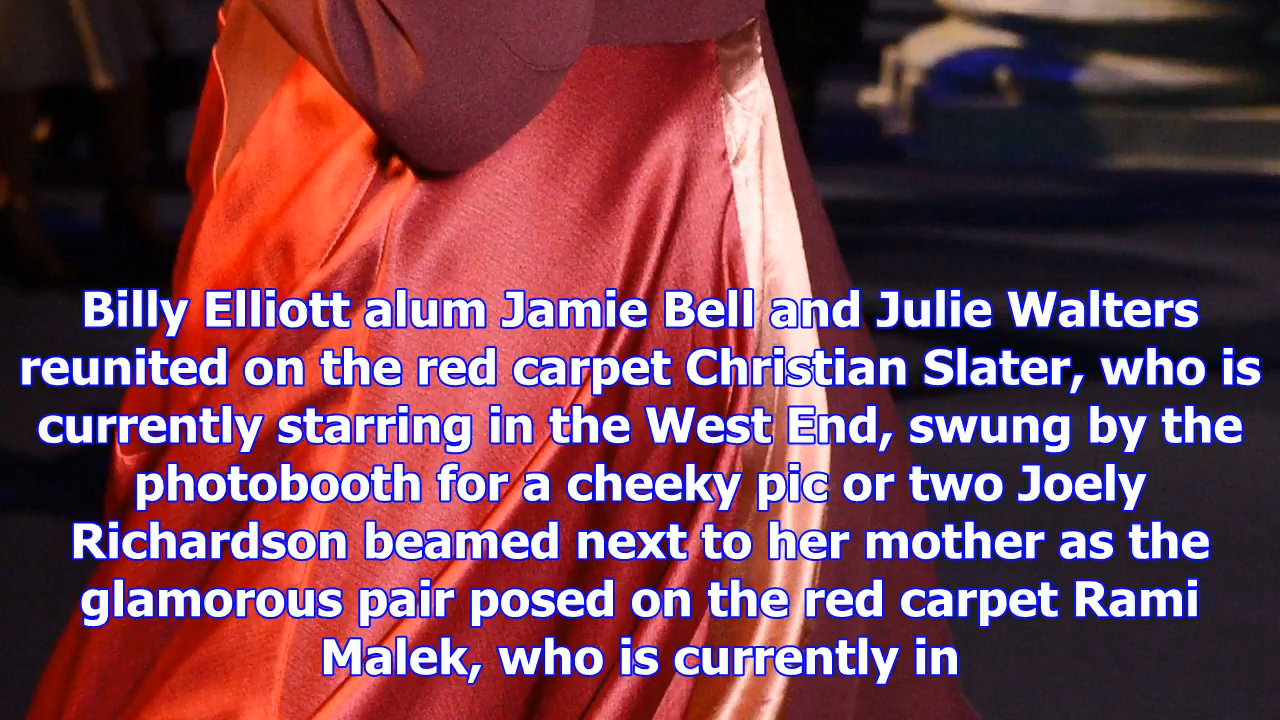 Billy Elliott alum Jamie Bell and Julie Walters
reunited on the red carpet Christian Slater, who is
currently starring in the West End, swung by the
photobooth for a cheeky pic or two Joely
Richardson beamed next to her mother as the
glamorous pair posed on the red carpet Rami
Malek, who is currently in